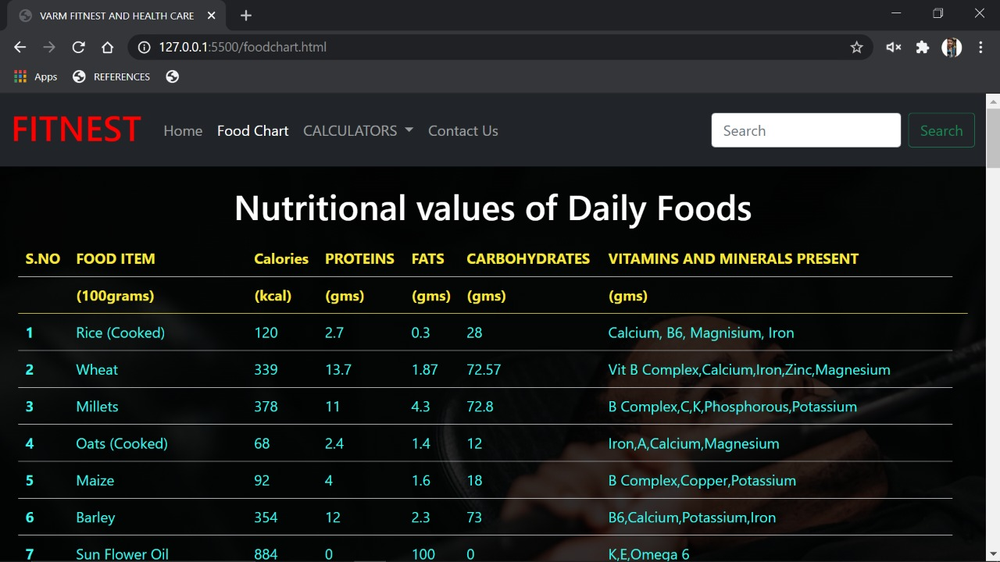 VARM FITNEST AND HEALTH CARE
127.0.0.1:5500/foodchart.html
Apps REFERENCES
FITNEST Home Food Chart CALCULATORS Contact Us Search Search
Nutritional values of Daily Foods
S.NO FOOD ITEM Calories PROTEINS FATS CARBOHYDRATES VITAMINS AND MINERALS PRESENT
(100grams) (kcal) (gms) (gms) (gms) (gms)
1 Rice (Cooked) 120 2.7 0.3 28 Calcium, B6, Magnisium, Iron
2 Wheat 339 13.7 1.87 72.57 Vit B Complex,Calcium,Iron,Zinc,Magnesium
3 Millets 378 11 4.3 72.8 B Complex,C,K,Phosphorous,Potassium
4 Oats (Cooked) 68 2.4 1.4 12 Iron,A,Calcium,Magnesium
5 Maize 92 4 1.6 18 B Complex,Copper,Potassium
6 Barley 354 12 2.3 73 B6,Calcium,Potassium,Iron
7 Sun Flower Oil 884 0 100 0 K,E,Omega 6